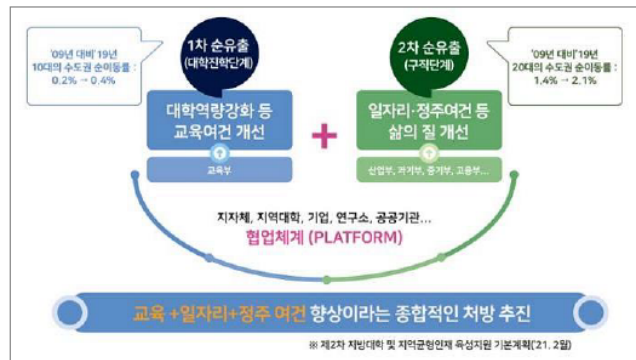 '09년 대비 '19년
10대의 수도권 순이동률 :
0.2% → 0.4%
1차 순유출
(대학진학단계)
대학역량강화 등
교육여건 개선
교육부
+
2차 순유출
(구직단계)
'09년 대비 '19년
20대의 수도권 순이동률 :
1.4% → 2.1%
일자리·정주여건 등
삶의 질 개선
산업부, 과기부, 중기부, 고용부...
지자체, 지역대학, 기업, 연구소, 공공기관...
협업체계 (PLATFORM)
교육 +일자리+정주 여건 향상이라는 종합적인 처방 추진
※ 제2차 지방대학 및 지역균형인재 육성지원 기본계획('21. 2월)